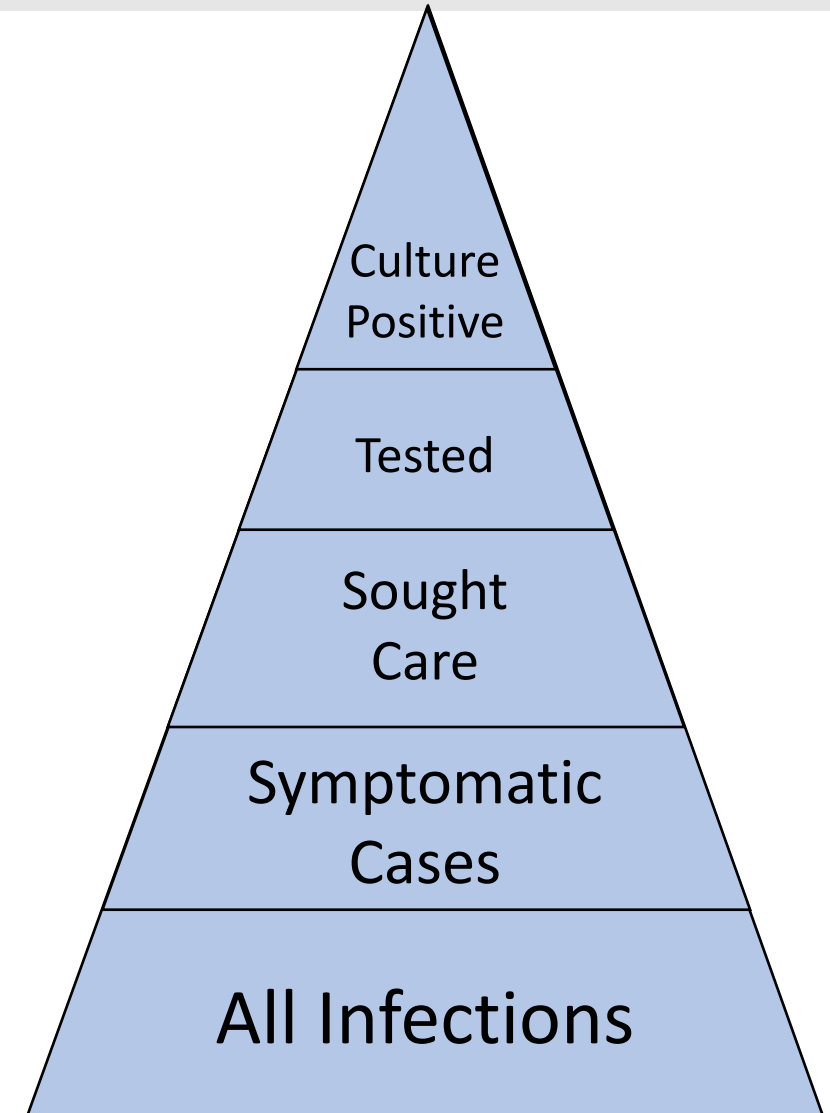 Culture
Positive
Tested
Sought
Care
Symptomatic
Cases
All Infections